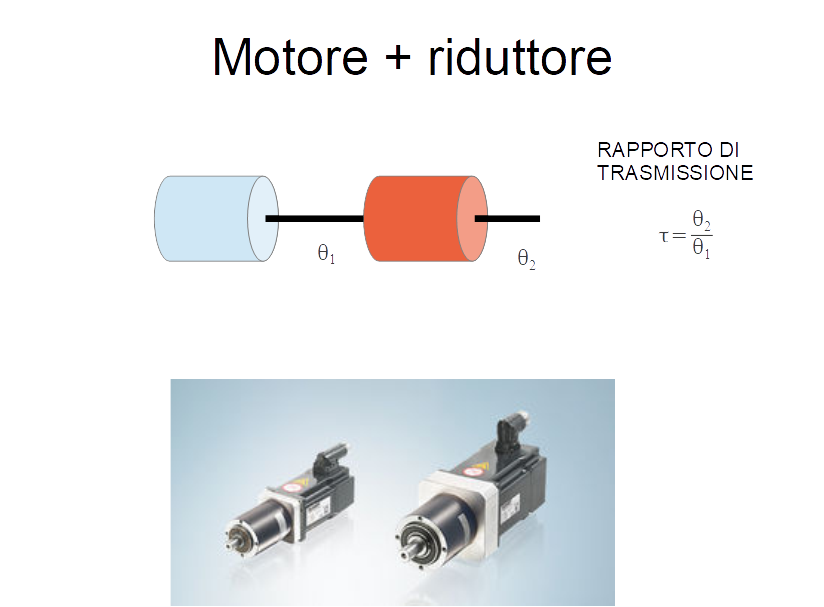 Motore + riduttore
RAPPORTO DI
TRASMISSIONE
θ₁
θ₂
τ=θ₂/θ₁